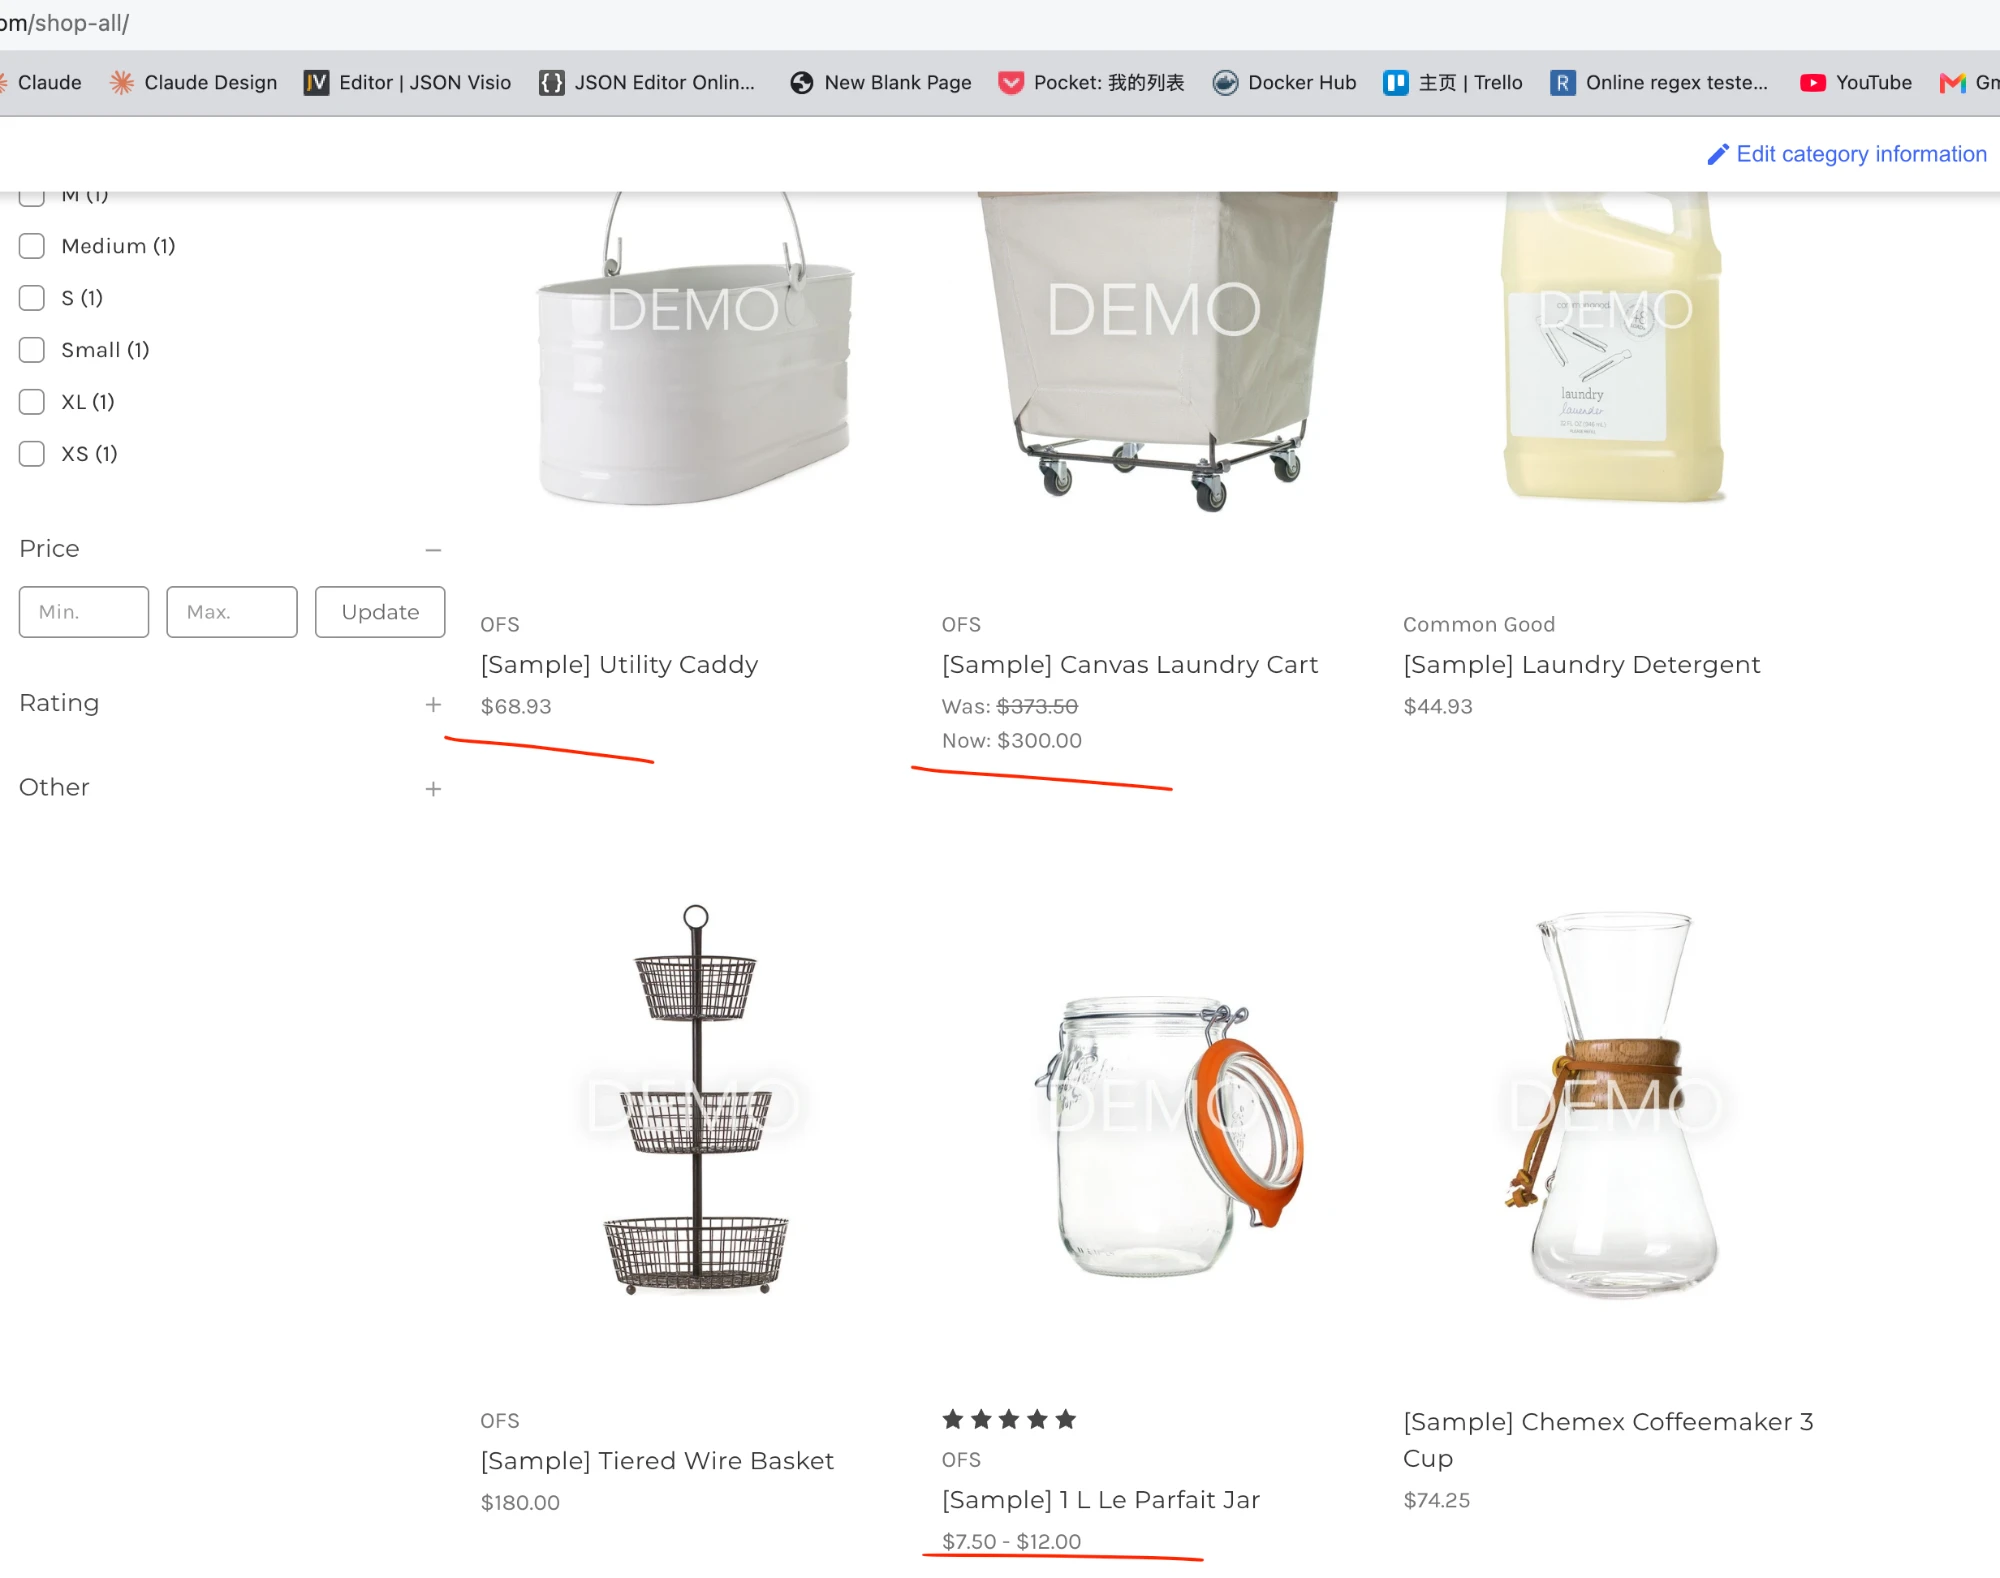 om/shop-all/
Claude
Claude Design
Editor | JSON Visio
JSON Editor Onlin...
New Blank Page
Pocket: 我的列表
Docker Hub
主页 | Trello
Online regex teste...
YouTube
Gm
Edit category information
M (1)
Medium (1)
S (1)
Small (1)
XL (1)
XS (1)
Price
Min.
Max.
Update
Rating
Other
DEMO
DEMO
DEMO
laundry
lavender
OFS
[Sample] Utility Caddy
$68.93
OFS
[Sample] Canvas Laundry Cart
Was: $373.50
Now: $300.00
Common Good
[Sample] Laundry Detergent
$44.93
DEMO
DEMO
DEMO
OFS
[Sample] Tiered Wire Basket
$180.00
OFS
[Sample] 1 L Le Parfait Jar
$7.50 - $12.00
[Sample] Chemex Coffeemaker 3
Cup
$74.25